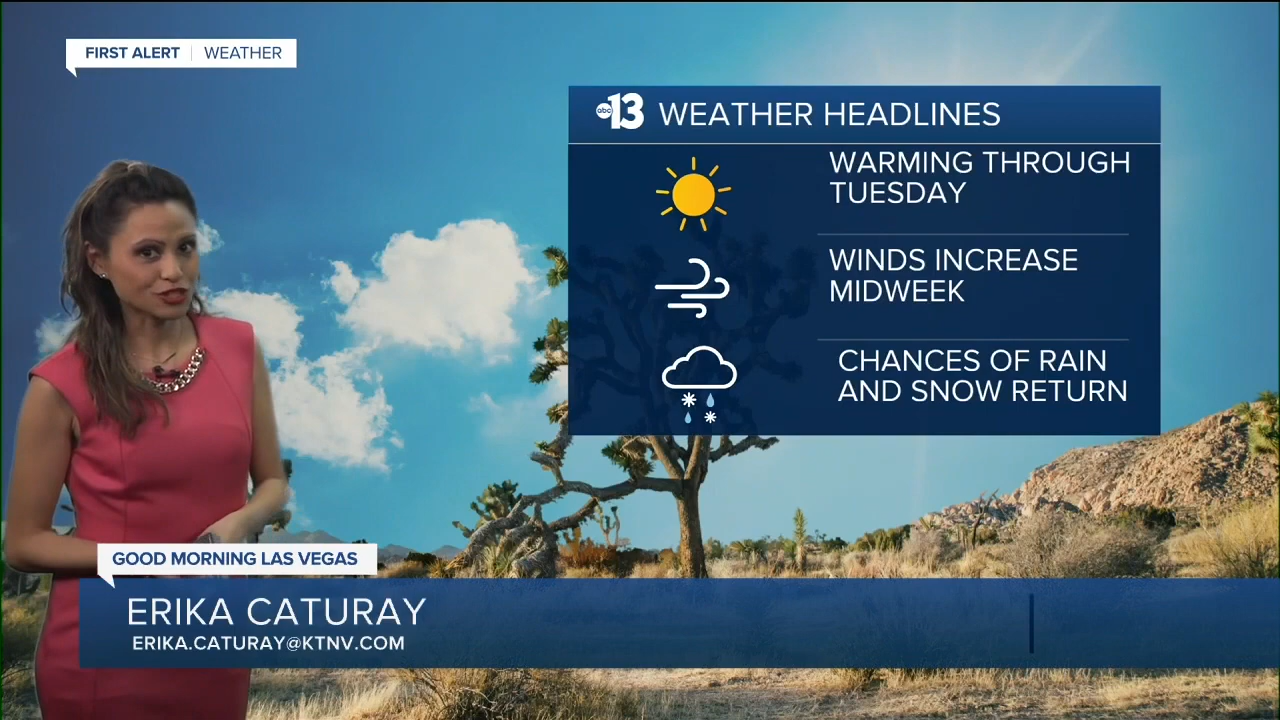 FIRST ALERT | WEATHER
abc 13 WEATHER HEADLINES
WARMING THROUGH
TUESDAY
WINDS INCREASE
MIDWEEK
CHANCES OF RAIN
AND SNOW RETURN
GOOD MORNING LAS VEGAS
ERIKA CATURAY
ERIKA.CATURAY@KTNV.COM